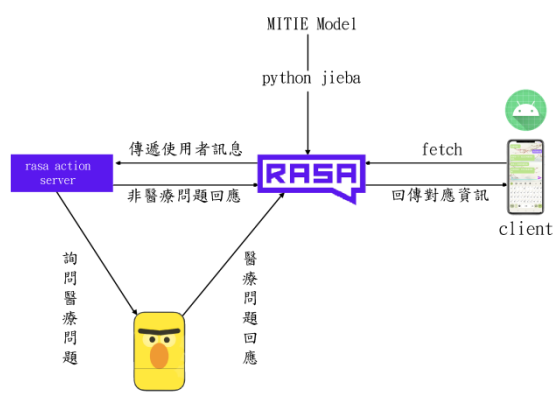 MITIE Model
python jieba
傳遞使用者訊息
fetch
rasa action
server
RASA
非醫療問題回應
回傳對應資訊
client
詢問醫療問題
醫療問題回應